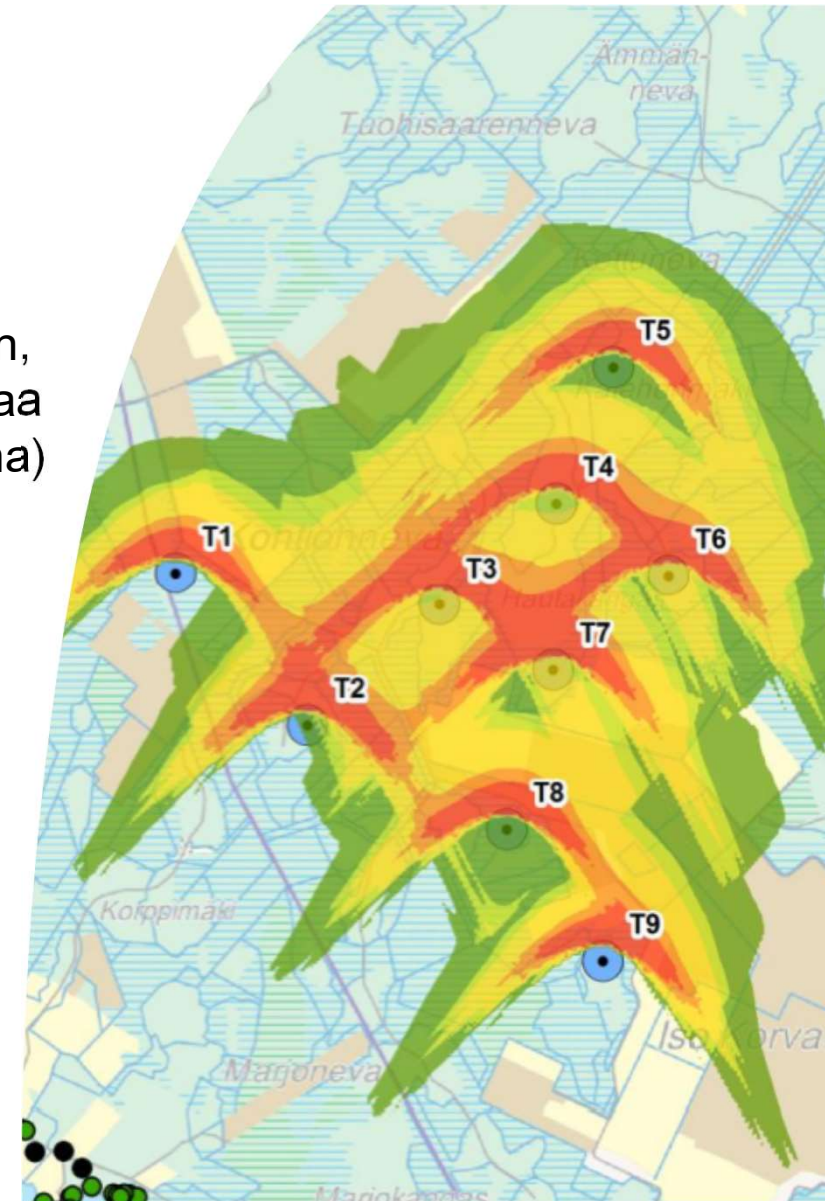 Ämmän-
neva
Tuohisaarenneva
T5
n,
aa
na)
T4
T1
T6
T3
T7
T2
T8
Korppimäki
T9
Iso Korva
Marjoneva
Marjokangas